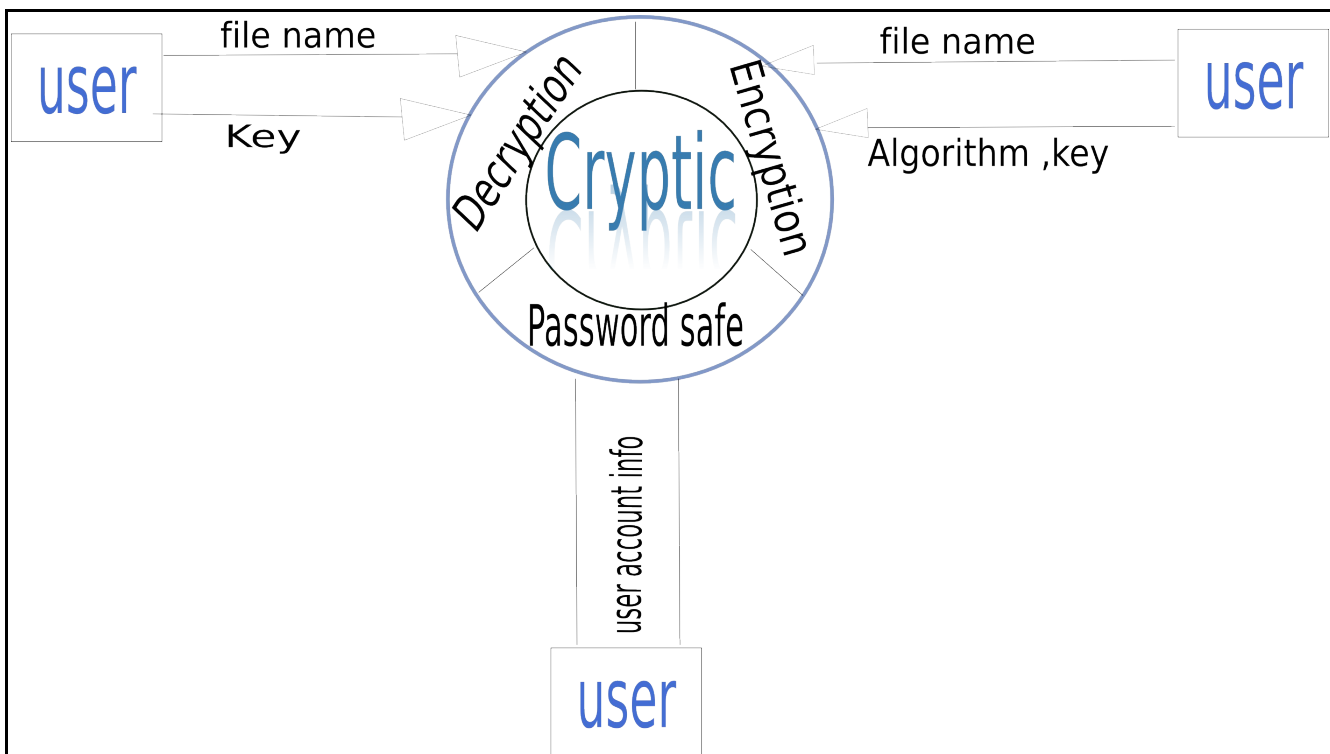 user
file name
Key
Decryption
Cryptic
Encryption
Password safe
file name
Algorithm ,key
user
user account info
user